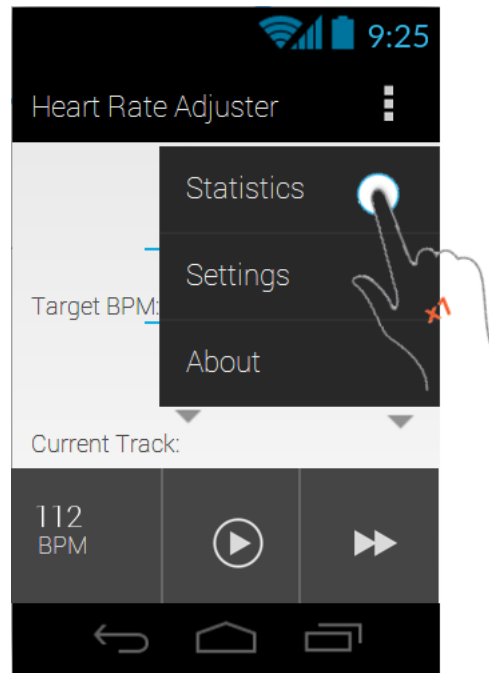 9:25
Heart Rate Adjuster
Statistics
Settings
Target BPM:
x1
About
Current Track:
112
BPM